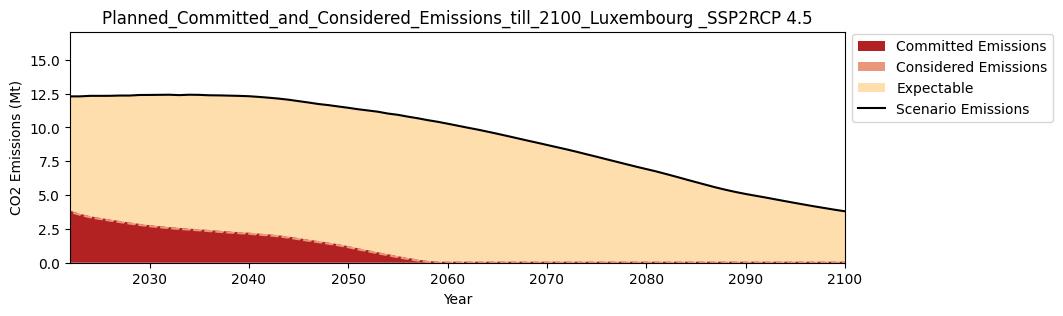 Planned_Committed_and_Considered_Emissions_till_2100_Luxembourg _SSP2RCP 4.5
Committed Emissions
Considered Emissions
Expectable
Scenario Emissions
CO2 Emissions (Mt)
15.0
12.5
10.0
7.5
5.0
2.5
0.0
2030 2040 2050 2060 2070 2080 2090 2100
Year